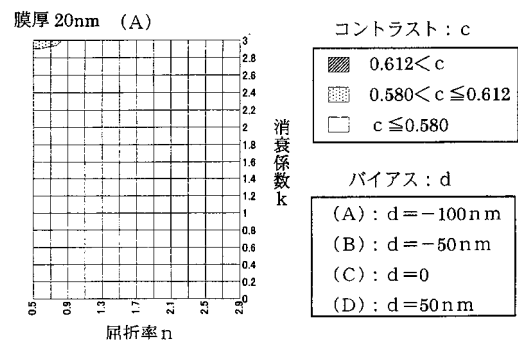 膜厚 20nm (A)
3
2.8
2.6
2.4
2.2
2
1.8
1.6
1.4
1.2
1
0.8
0.6
0.4
0.2
0
消衰係数k
0.5
0.9
1.3
1.7
2.1
2.5
2.9
屈折率n
コントラスト:c
0.612<c
0.580<c≦0.612
c≦0.580
バイアス:d
(A):d=-100nm
(B):d=-50nm
(C):d=0
(D):d=50nm